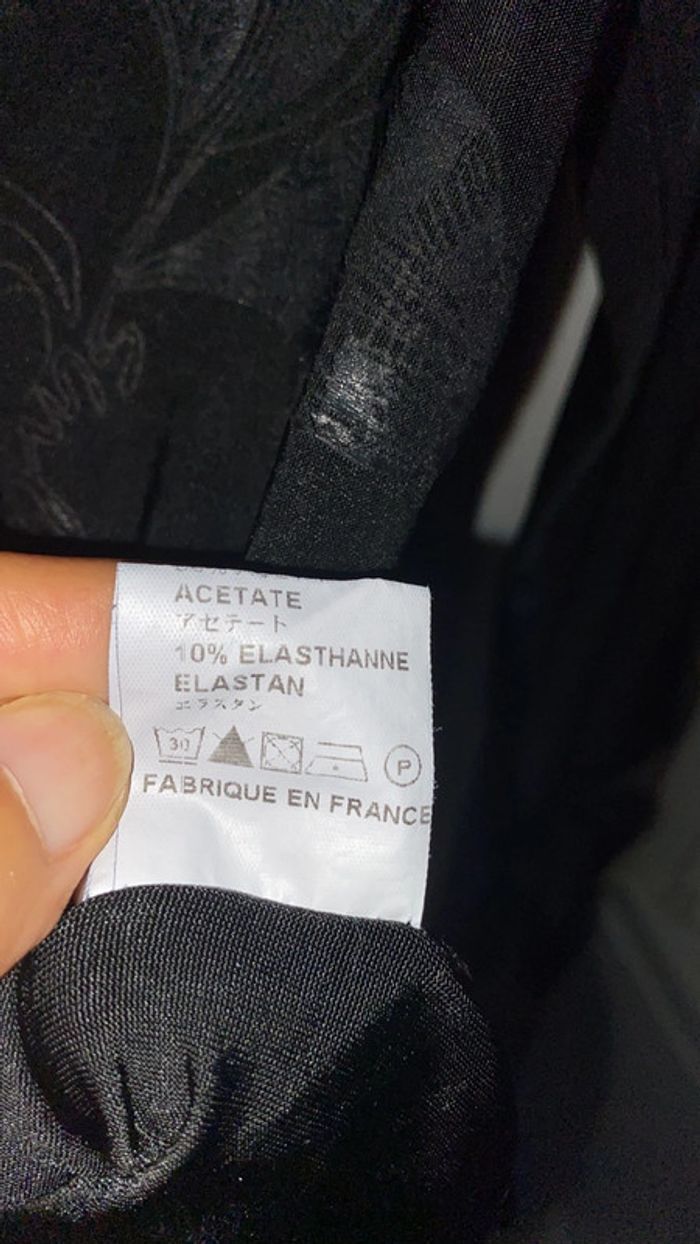 ACETATE
アセテート
10% ELASTHANNE
ELASTAN
エラスタン
30
P
FABRIQUE EN FRANCE